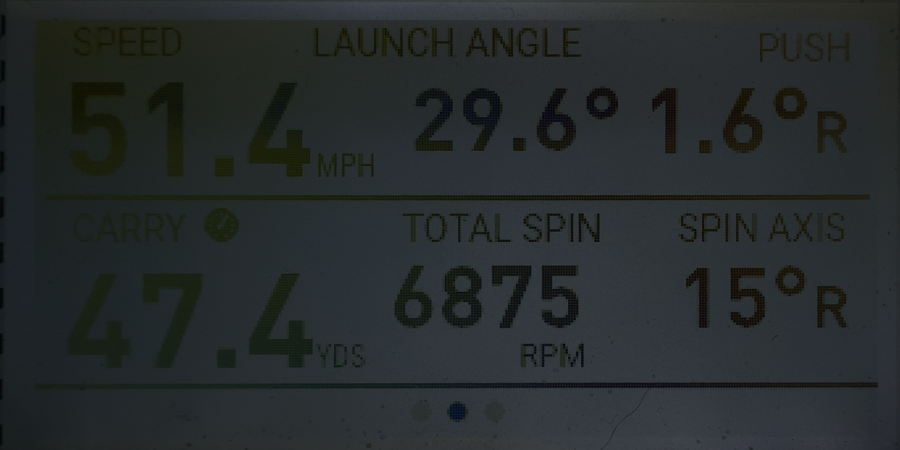 SPEED LAUNCH ANGLE PUSH
51.4 MPH 29.6° 1.6° R
CARRY TOTAL SPIN SPIN AXIS
47.4 YDS 6875 RPM 15° R